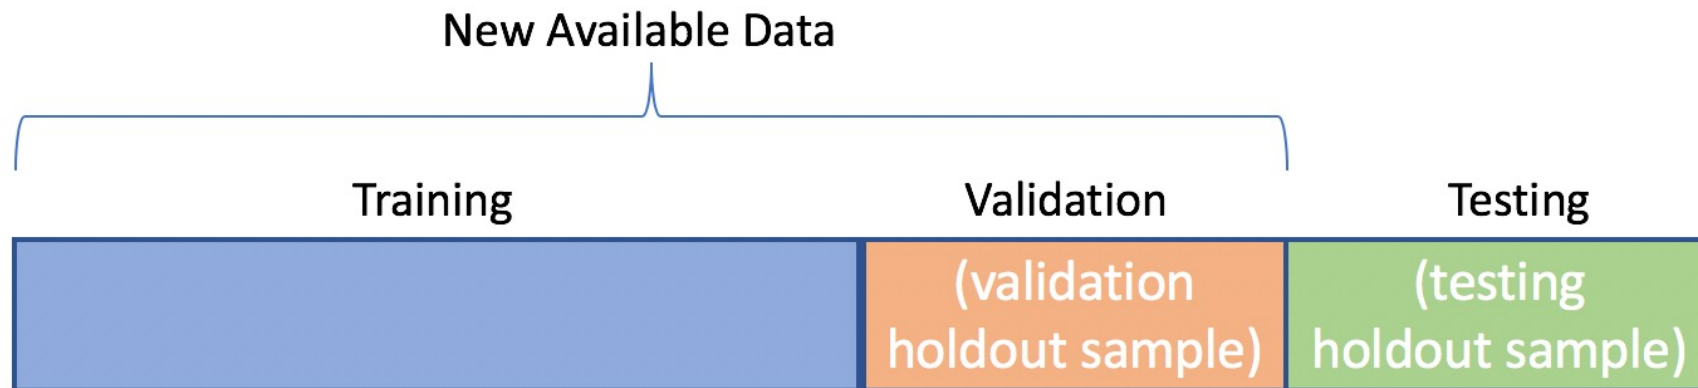 New Available Data
Training
Validation
Testing
(validation
holdout sample)
(testing
holdout sample)